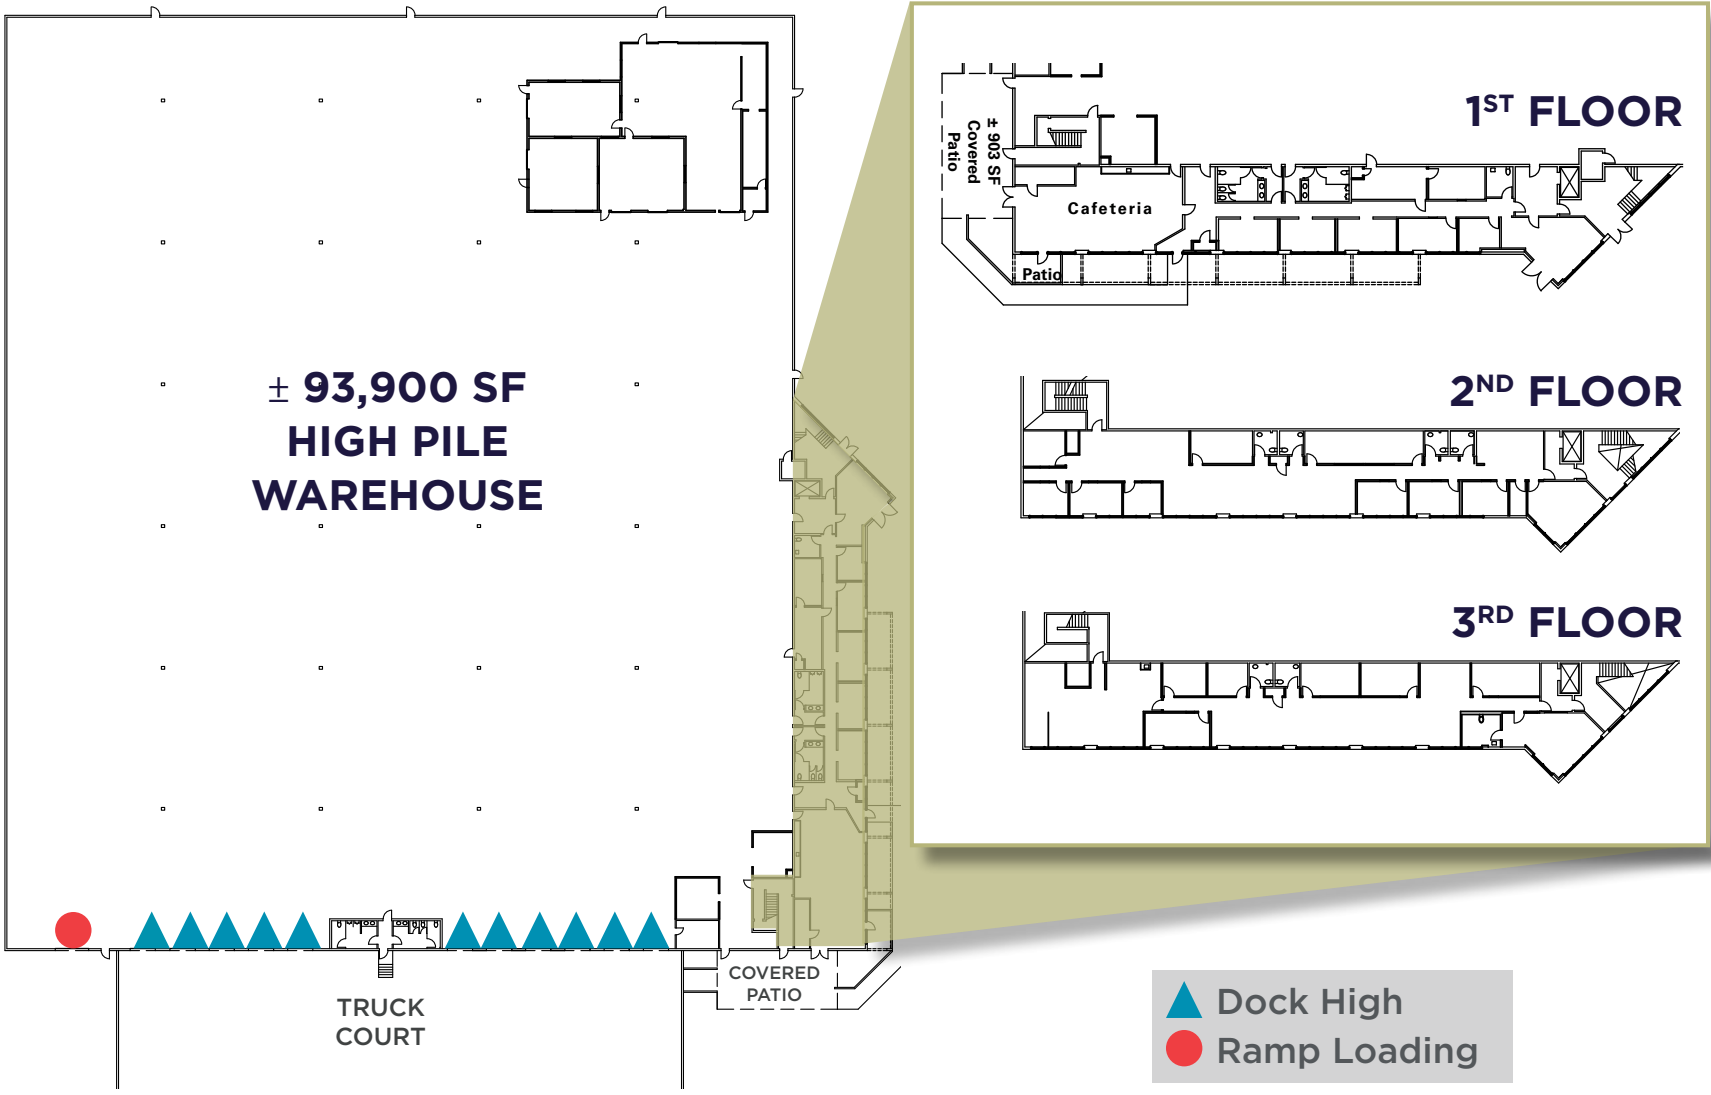 ± 93,900 SF
HIGH PILE
WAREHOUSE
TRUCK
COURT
COVERED
PATIO
1ST FLOOR
± 903 SF
Covered
Patio
Cafeteria
Patio
2ND FLOOR
3RD FLOOR
Dock High
Ramp Loading